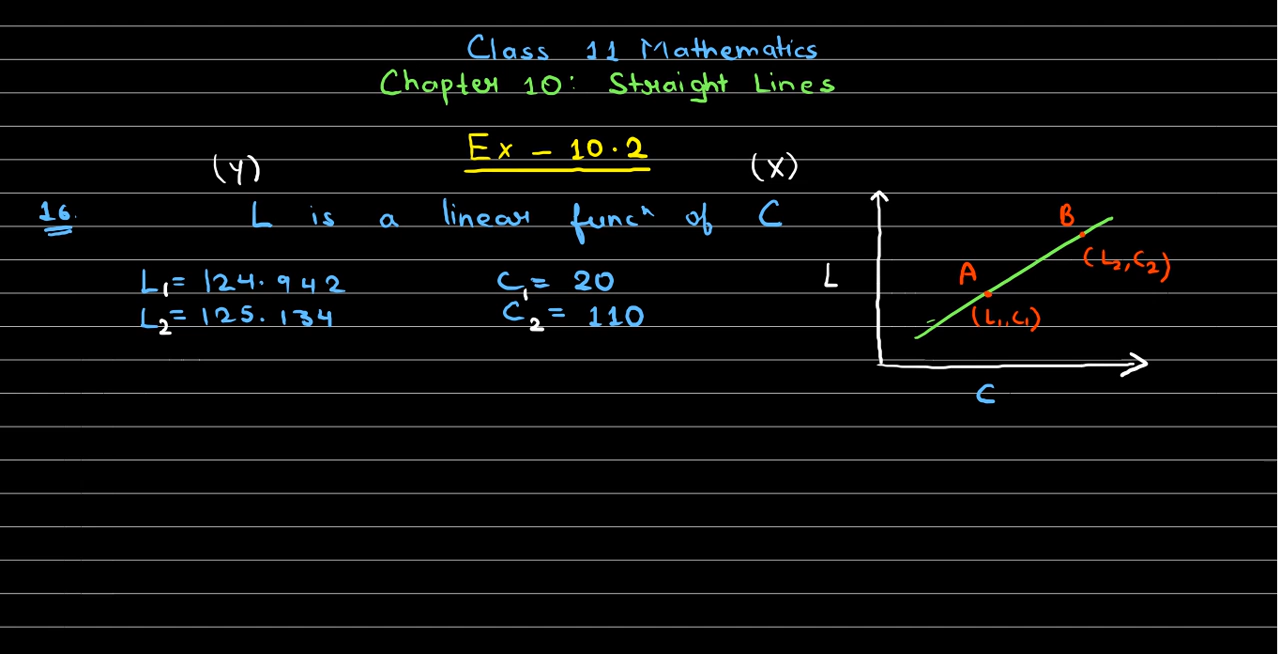 Class 11 Mathematics
Chapter 10: Straight Lines
Ex - 10.2
(Y) (X)
16. L is a linear funcⁿ of C
L₁ = 124.942 C₁ = 20
L₂ = 125.134 C₂ = 110
L
A
(L₁, C₁)
B
(L₂, C₂)
C